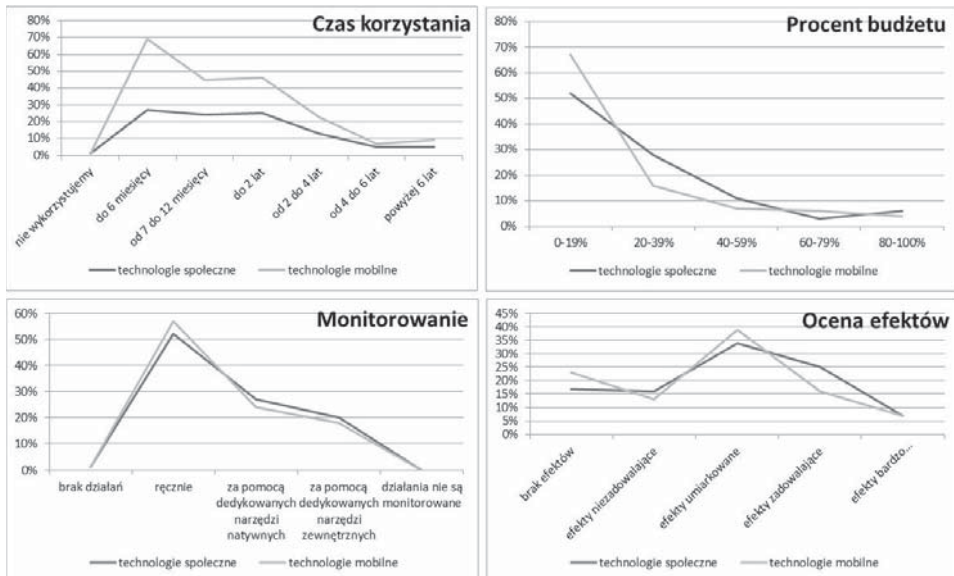 Czas korzystania
80%
70%
60%
50%
40%
30%
20%
10%
0%
nie wykorzystujemy
do 6 miesięcy
od 7 do 12 miesięcy
do 2 lat
od 2 do 4 lat
od 4 do 6 lat
powyżej 6 lat
technologie społeczne
technologie mobilne
Procent budżetu
80%
70%
60%
50%
40%
30%
20%
10%
0%
0-19%
20-39%
40-59%
60-79%
80-100%
technologie społeczne
technologie mobilne
Monitorowanie
60%
50%
40%
30%
20%
10%
0%
brak działań
ręcznie
za pomocą
dedykowanych
narzędzi
natywnych
za pomocą
dedykowanych
narzędzi
zewnętrznych
działania nie są
monitorowane
technologie społeczne
technologie mobilne
Ocena efektów
45%
40%
35%
30%
25%
20%
15%
10%
5%
0%
brak efektów
efekty niezadowalające
efekty umiarkowane
efekty zadowalające
efekty bardzo...
technologie społeczne
technologie mobilne